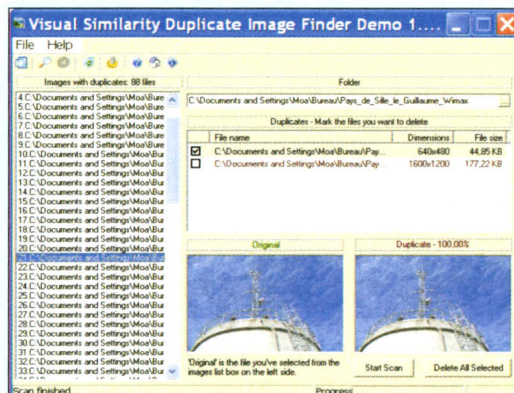 Visual Similarity Duplicate Image Finder Demo 1....
File Help
Images with duplicates: 88 files
4.C:\Documents and Settings\Moa\Bure
5.C:\Documents and Settings\Moa\Bure
6.C:\Documents and Settings\Moa\Bure
7.C:\Documents and Settings\Moa\Bure
8.C:\Documents and Settings\Moa\Bure
9.C:\Documents and Settings\Moa\Bure
10.C:\Documents and Settings\Moa\Bur
11.C:\Documents and Settings\Moa\Bur
12.C:\Documents and Settings\Moa\Bur
13.C:\Documents and Settings\Moa\Bur
14.C:\Documents and Settings\Moa\Bur
15.C:\Documents and Settings\Moa\Bur
16.C:\Documents and Settings\Moa\Bur
17.C:\Documents and Settings\Moa\Bur
18.C:\Documents and Settings\Moa\Bur
19.C:\Documents and Settings\Moa\Bur
20.C:\Documents and Settings\Moa\Bur
21.C:\Documents and Settings\Moa\Bur
22.C:\Documents and Settings\Moa\Bur
23.C:\Documents and Settings\Moa\Bur
24.C:\Documents and Settings\Moa\Bur
25.C:\Documents and Settings\Moa\Bur
26.C:\Documents and Settings\Moa\Bur
27.C:\Documents and Settings\Moa\Bur
28.C:\Documents and Settings\Moa\Bur
29.C:\Documents and Settings\Moa\Bur
30.C:\Documents and Settings\Moa\Bur
31.C:\Documents and Settings\Moa\Bur
32.C:\Documents and Settings\Moa\Bur
33.C:\Documents and Settings\Moa\Bur
Folder
C:\Documents and Settings\Moa\Bureau\Pays_de_Sille_le_Guillaume_Wimax
...
Duplicates - Mark the files you want to delete
File name Dimensions File size
C:\Documents and Settings\Moa\Bureau\Pay... 640x480 44,85 KB
C:\Documents and Settings\Moa\Bureau\Pay... 1600x1200 177,22 KB
Original
Duplicate - 100,00%
'Original' is the file you've selected from the
images list box on the left side.
Start Scan
Delete All Selected
Scan finished
Progress